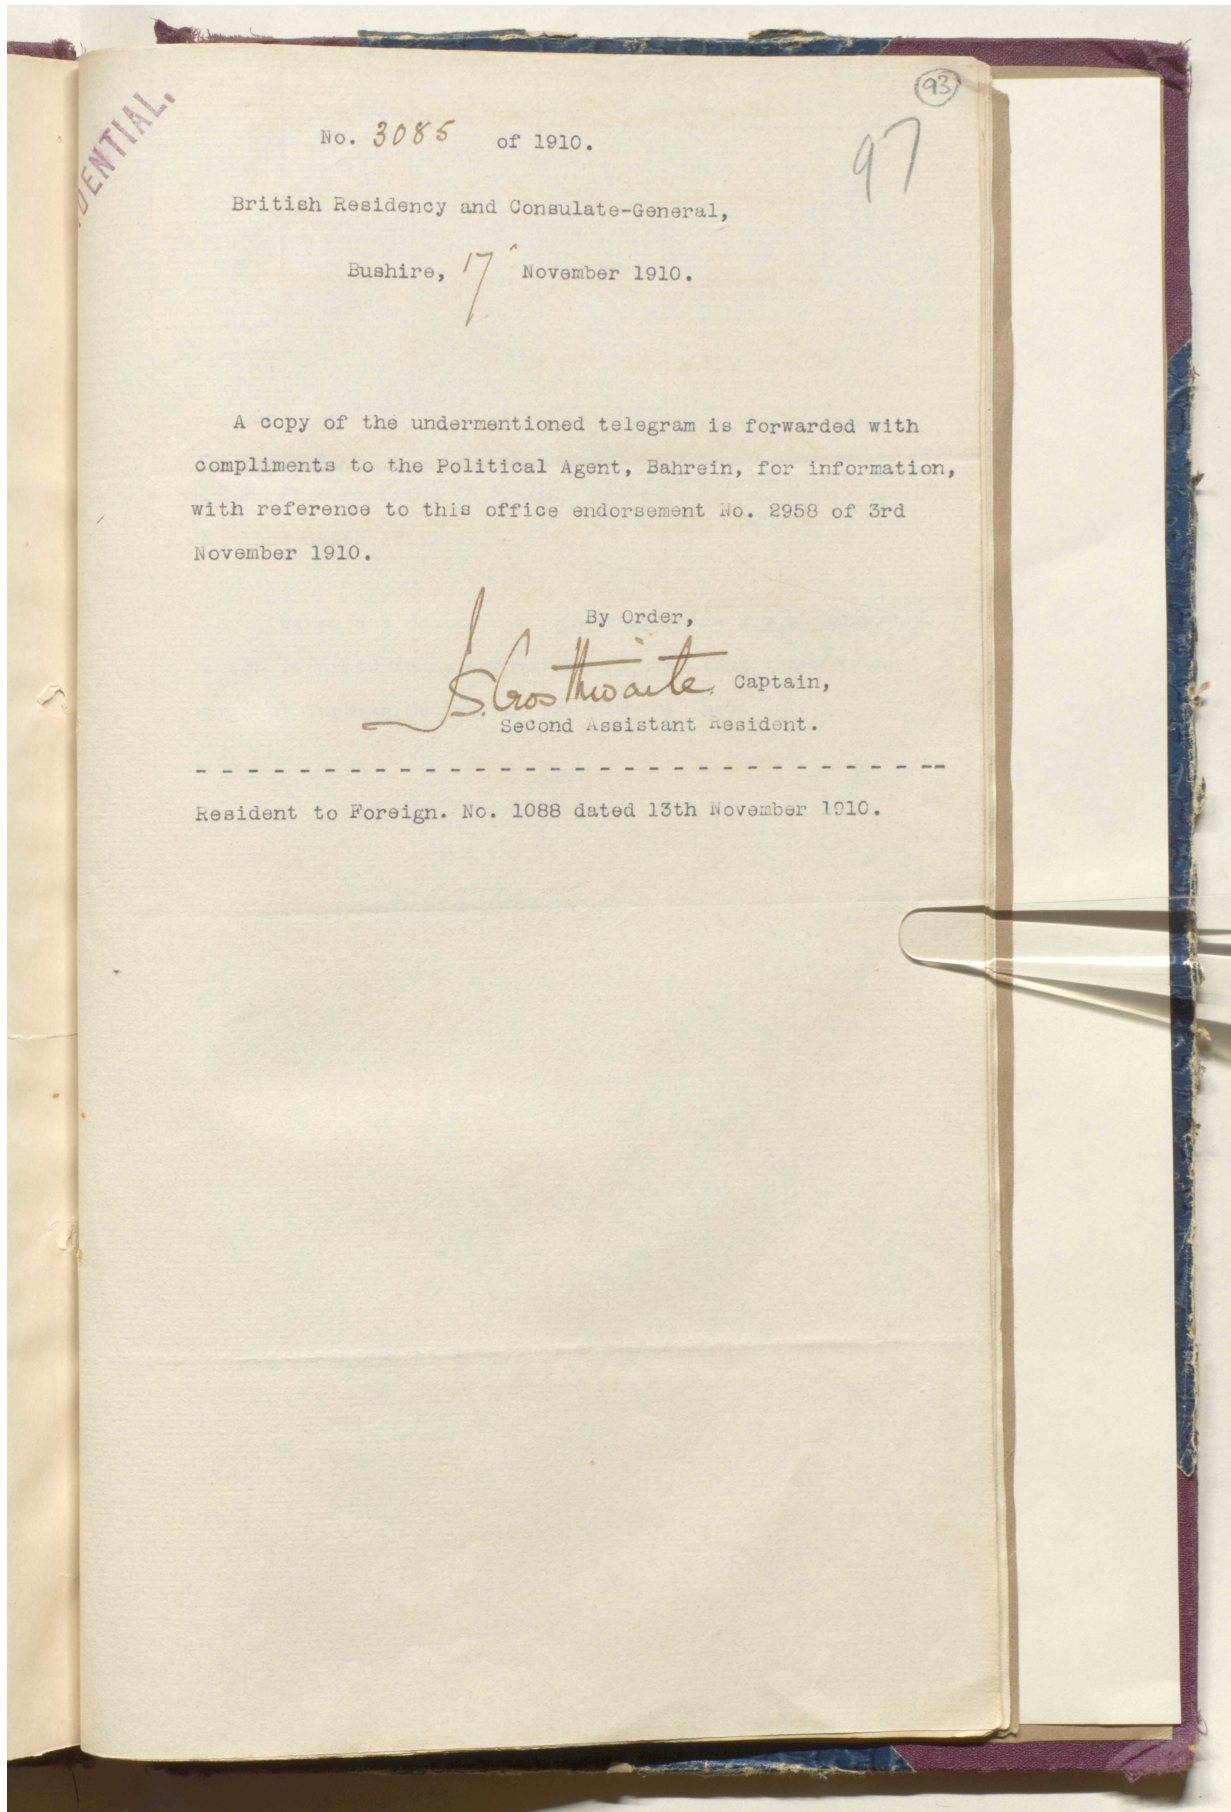 93
97
DENTIAL.
No. 3085 of 1910.
British Residency and Consulate-General,
Bushire, 17 November 1910.
A copy of the undermentioned telegram is forwarded with
compliments to the Political Agent, Bahrein, for information,
with reference to this office endorsement No. 2958 of 3rd
November 1910.
By Order,
Crosthwaite. Captain,
Second Assistant Resident.
Resident to Foreign. No. 1088 dated 13th November 1910.